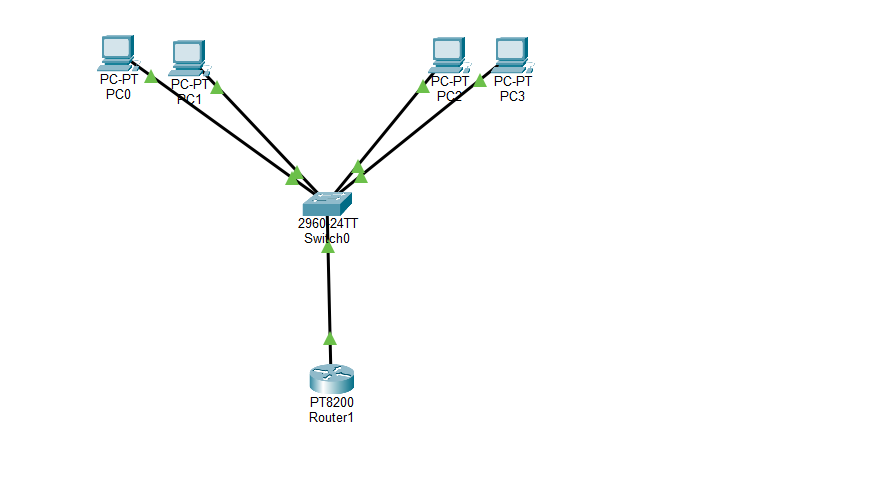 PC-PT
PC0
PC-PT
PC1
PC-PT
PC2
PC-PT
PC3
2960-24TT
Switch0
PT8200
Router1